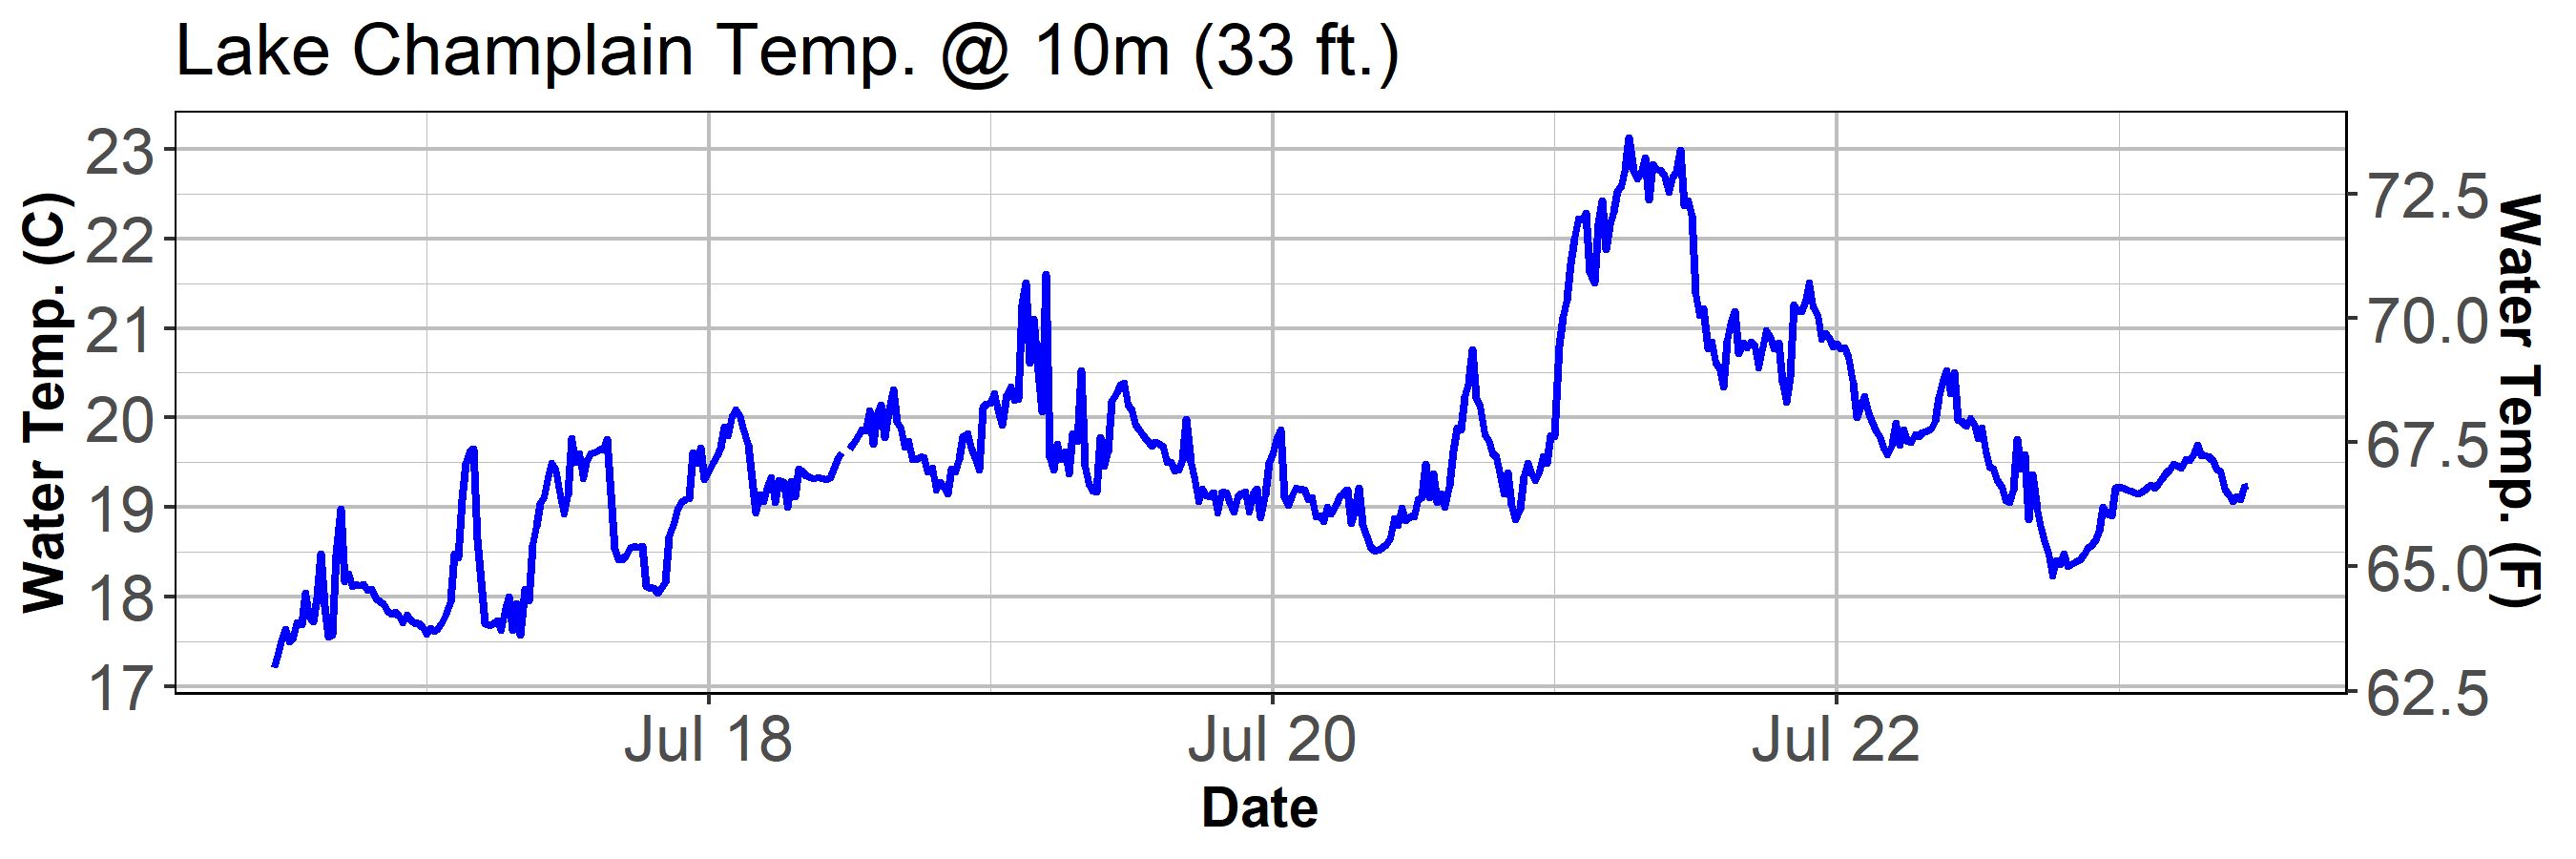 Lake Champlain Temp. @ 10m (33 ft.)
Water Temp. (C)
23
22
21
20
19
18
17
72.5
70.0
67.5
65.0
62.5
Water Temp. (F)
Jul 18
Jul 20
Jul 22
Date